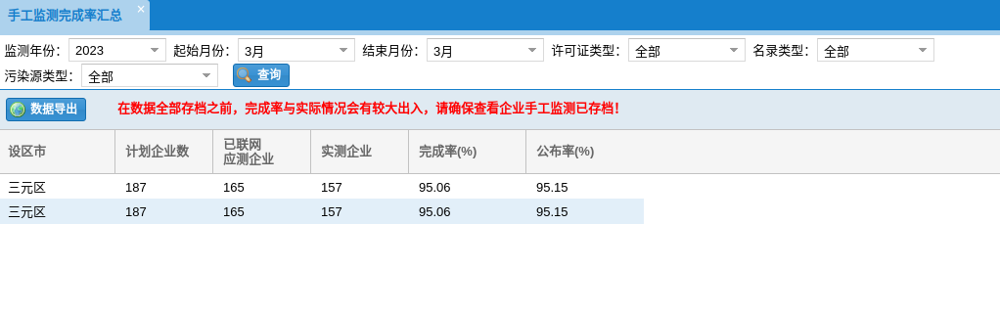 手工监测完成率汇总 ×
监测年份： 2023 起始月份： 3月 结束月份： 3月 许可证类型： 全部 名录类型： 全部
污染源类型： 全部 查询
数据导出 在数据全部存档之前，完成率与实际情况会有较大出入，请确保查看企业手工监测已存档！
设区市 计划企业数 已联网 应测企业 实测企业 完成率(%) 公布率(%)
三元区 187 165 157 95.06 95.15
三元区 187 165 157 95.06 95.15